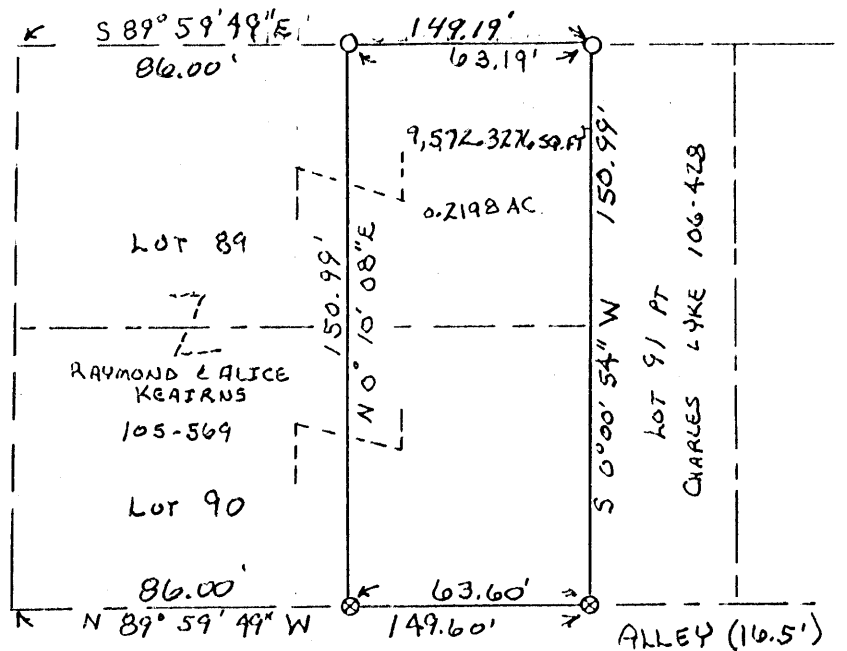 S 89° 59' 49" E
149.19'
86.00'
63.19'
9,572.3276 SQ.FT
0.2198 AC.
LOT 89
150.99'
N 0° 10' 08" E
150.99'
S 0°00' 54" W
LOT 91 PT
CHARLES LYKE 106-428
RAYMOND & ALICE
KEAIRNS
105-569
LOT 90
86.00'
63.60'
N 89° 59' 49" W
149.60'
ALLEY (16.5')